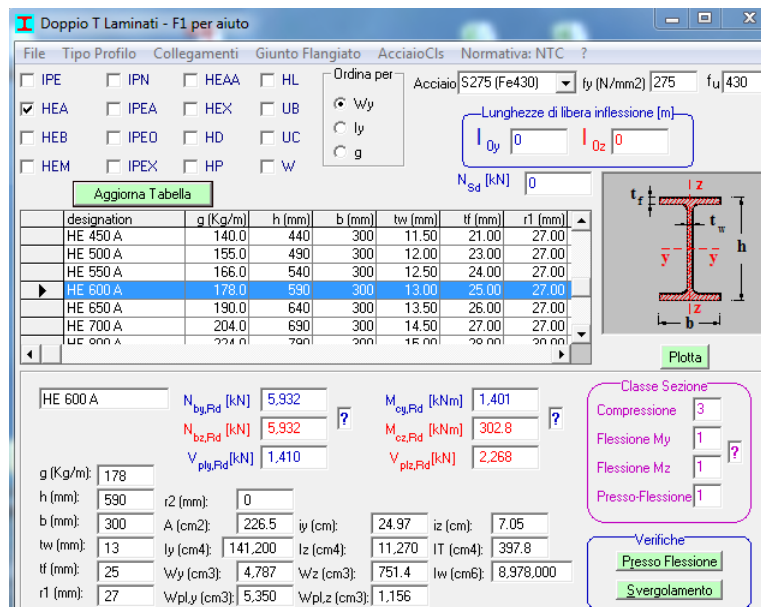 Doppio T Laminati - F1 per aiuto
File Tipo Profilo Collegamenti Giunto Flangiato AcciaioCls Normativa: NTC ?
IPE IPN HEAA HL
HEA IPEA HEX UB
HEB IPEO HD UC
HEM IPEX HP W
Ordina per
Wy
Iy
g
Acciaio S275 (Fe430) fy (N/mm2) 275 fu 430
Lunghezze di libera inflessione [m]
l0y 0 l0z 0
NSd [kN] 0
Aggiorna Tabella
designation g (Kg/m) h (mm) b (mm) tw (mm) tf (mm) r1 (mm)
HE 450 A 140.0 440 300 11.50 21.00 27.00
HE 500 A 155.0 490 300 12.00 23.00 27.00
HE 550 A 166.0 540 300 12.50 24.00 27.00
HE 600 A 178.0 590 300 13.00 25.00 27.00
HE 650 A 190.0 640 300 13.50 26.00 27.00
HE 700 A 204.0 690 300 14.50 27.00 27.00
HE 800 A 224.0 790 300 15.00 28.00 30.00
z
tf
tw
y y
h
z
b
Plotta
HE 600 A
Nby,Rd [kN] 5,932
Nbz,Rd [kN] 5,932
Vply,Rd[kN] 1,410
?
Mcy,Rd [kNm] 1,401
Mcz,Rd [kNm] 302.8
Vplz,Rd[kN] 2,268
?
Classe Sezione
Compressione 3
Flessione My 1
Flessione Mz 1
Presso-Flessione 1
?
g (Kg/m): 178
h (mm): 590 r2 (mm): 0
b (mm): 300 A (cm2): 226.5 iy (cm): 24.97 iz (cm): 7.05
tw (mm): 13 Iy (cm4): 141,200 Iz (cm4): 11,270 IT (cm4): 397.8
tf (mm): 25 Wy (cm3): 4,787 Wz (cm3): 751.4 Iw (cm6): 8,978,000
r1 (mm): 27 Wpl,y (cm3): 5,350 Wpl,z (cm3): 1,156
Verifiche
Presso Flessione
Svergolamento